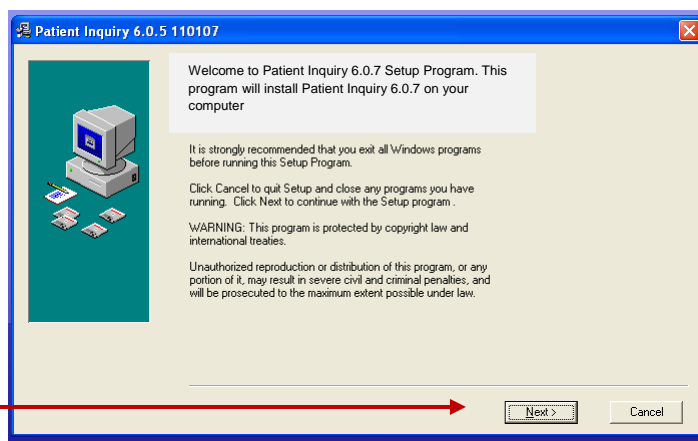 Patient Inquiry 6.0.5 110107
Welcome to Patient Inquiry 6.0.7 Setup Program. This
program will install Patient Inquiry 6.0.7 on your
computer
It is strongly recommended that you exit all Windows programs
before running this Setup Program.
Click Cancel to quit Setup and close any programs you have
running. Click Next to continue with the Setup program .
WARNING: This program is protected by copyright law and
international treaties.
Unauthorized reproduction or distribution of this program, or any
portion of it, may result in severe civil and criminal penalties, and
will be prosecuted to the maximum extent possible under law.
Next > Cancel